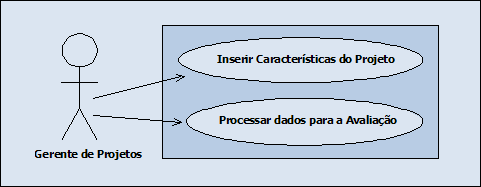 Inserir Características do Projeto
Processar dados para a Avaliação
Gerente de Projetos